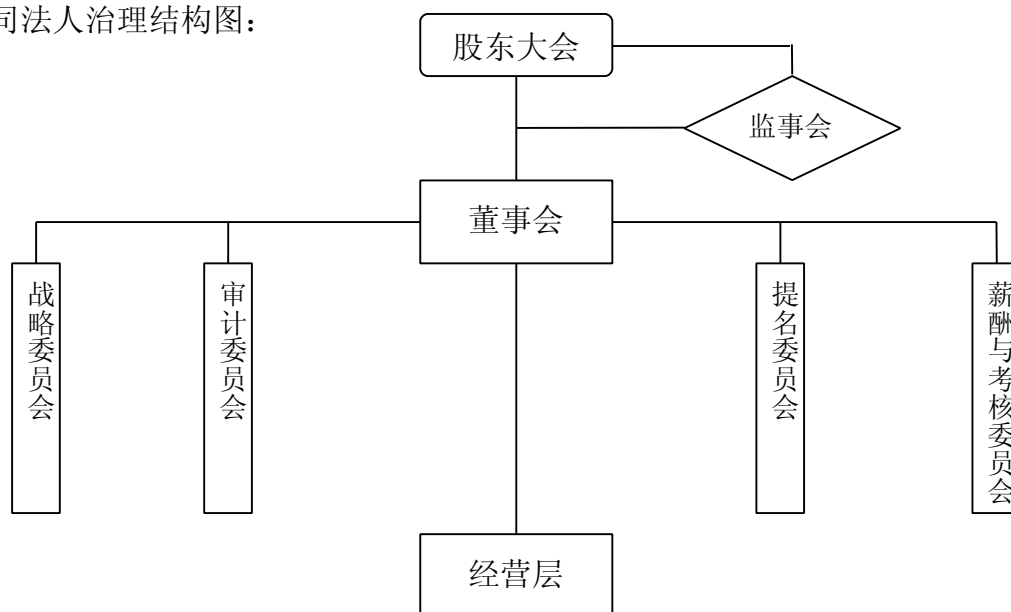 司法人治理结构图：
股东大会
监事会
董事会
战略委员会
审计委员会
提名委员会
薪酬与考核委员会
经营层